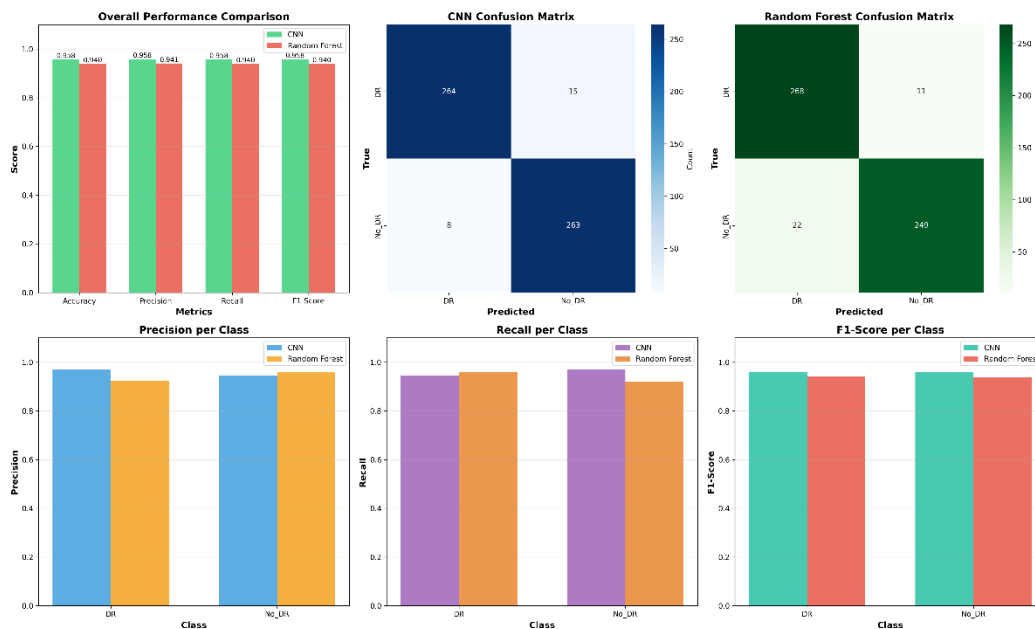 Overall Performance Comparison
CNN
Random Forest
0.958
0.940
0.958
0.941
0.958
0.940
0.958
0.940
1.0
0.8
0.6
0.4
0.2
0.0
Score
Accuracy
Precision
Recall
F1-Score
Metrics
CNN Confusion Matrix
DR
No_DR
True
264
15
8
263
DR
No_DR
Predicted
250
200
150
100
50
Count
Random Forest Confusion Matrix
DR
No_DR
True
268
11
22
249
DR
No_DR
Predicted
250
200
150
100
50
Precision per Class
CNN
Random Forest
1.0
0.8
0.6
0.4
0.2
0.0
Precision
DR
No_DR
Class
Recall per Class
CNN
Random Forest
1.0
0.8
0.6
0.4
0.2
0.0
Recall
DR
No_DR
Class
F1-Score per Class
CNN
Random Forest
1.0
0.8
0.6
0.4
0.2
0.0
F1-Score
DR
No_DR
Class